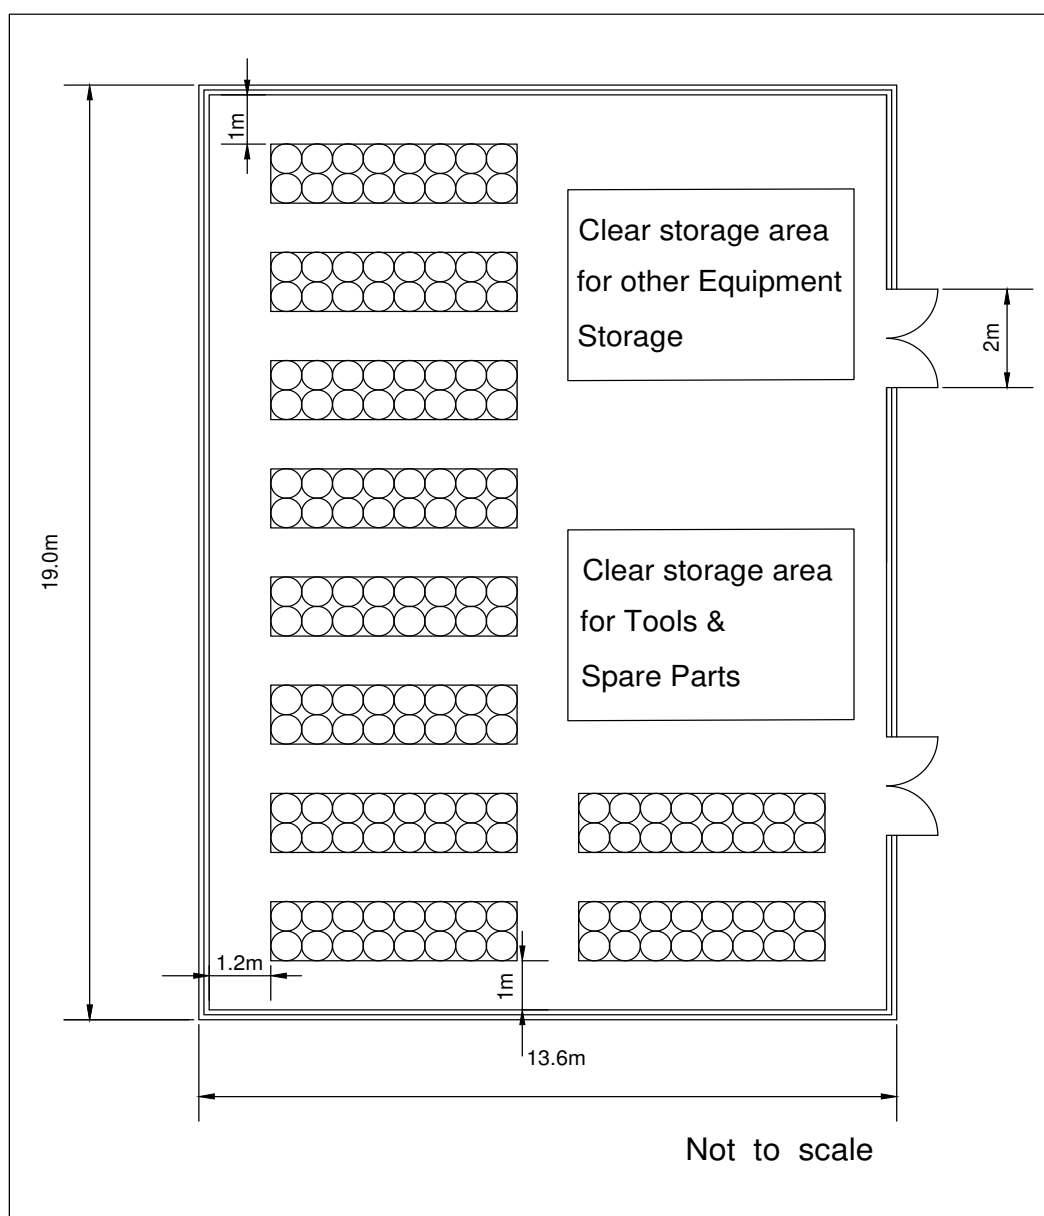 1m
Clear storage area
for other Equipment
Storage
2m
19.0m
Clear storage area
for Tools &
Spare Parts
1.2m
1m
13.6m
Not to scale